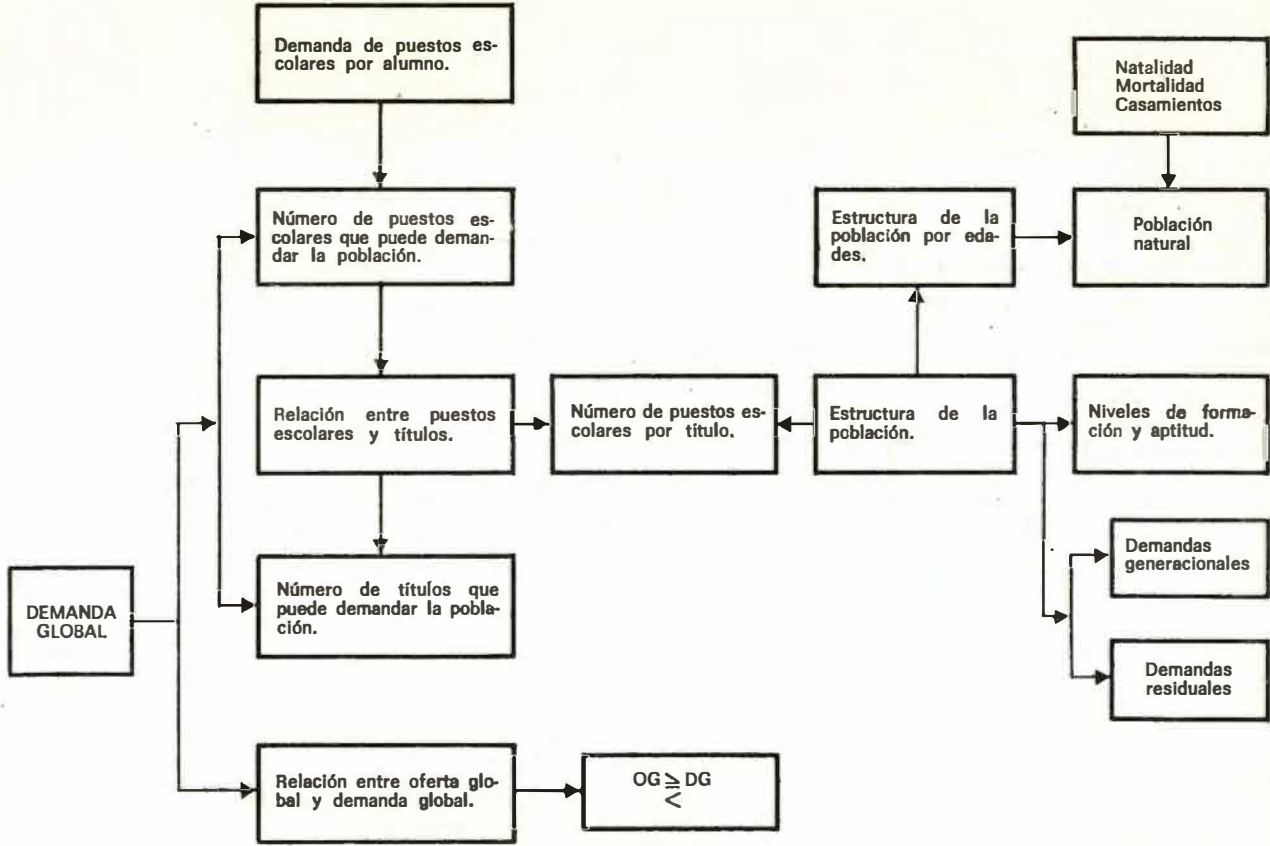 Demanda de puestos es-
colares por alumno.
Natalidad
Mortalidad
Casamientos
Número de puestos es-
colares que puede deman-
dar la población.
Estructura de la
población por eda-
des.
Población
natural
Relación entre puestos
escolares y títulos.
Número de puestos es-
colares por título.
Estructura de la
población.
Niveles de forma-
ción y aptitud.
Demandas
generacionales
DEMANDA
GLOBAL
Número de títulos que
puede demandar la pobla-
ción.
Demandas
residuales
Relación entre oferta glo-
bal y demanda global.
OG ≧ DG
<